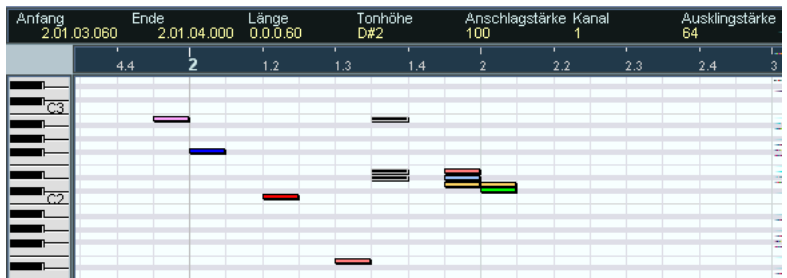 Anfang Ende Länge Tonhöhe Anschlagstärke Kanal Ausklingstärke
2.01.03.060 2.01.04.000 0.0.0.60 D#2 100 1 64
4.4 2 1.2 1.3 1.4 2 2.2 2.3 2.4 3
C3
C2